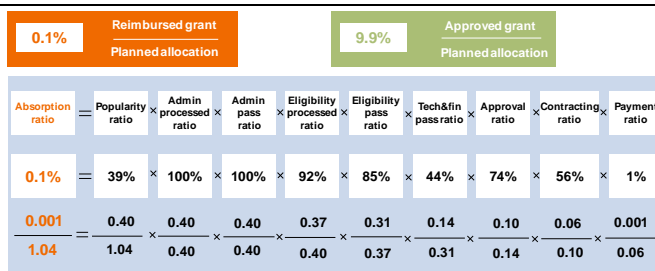 0.1%
Reimbursed grant
Planned allocation
9.9%
Approved grant
Planned allocation
Absorption ratio = Popularity ratio × Admin processed ratio × Admin pass ratio × Eligibility processed ratio × Eligibility pass ratio × Tech&fin pass ratio × Approval ratio × Contracting ratio × Payment ratio
0.1% = 39% × 100% × 100% × 92% × 85% × 44% × 74% × 56% × 1%
0.001 = 0.40 × 0.40 × 0.40 × 0.37 × 0.31 × 0.14 × 0.10 × 0.06 × 0.001
1.04 1.04 0.40 0.40 0.40 0.37 0.31 0.14 0.10 0.06